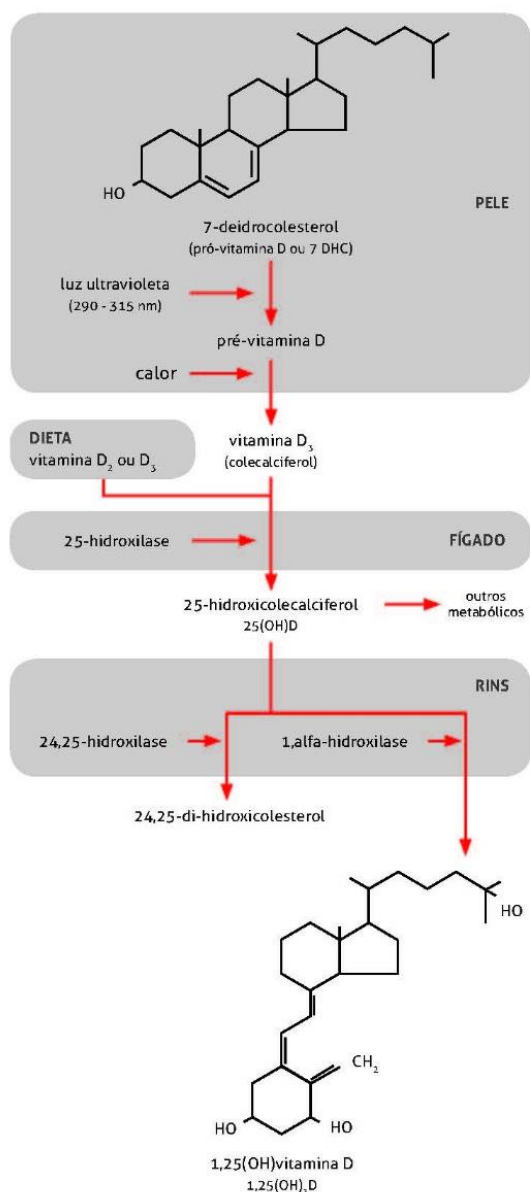 HO
PELE
7-deidrocolesterol
(pró-vitamina D ou 7 DHC)
luz ultravioleta
(290 - 315 nm)
pré-vitamina D
calor
DIETA
vitamina D₂ ou D₃
vitamina D₃
(colecalciferol)
25-hidroxilase
FÍGADO
25-hidroxicolecalciferol
25(OH)D
outros
metabólicos
RINS
24,25-hidroxilase
1,alfa-hidroxilase
24,25-di-hidroxicolesterol
HO
CH₂
HO
HO
1,25(OH)vitamina D
1,25(OH)₂D